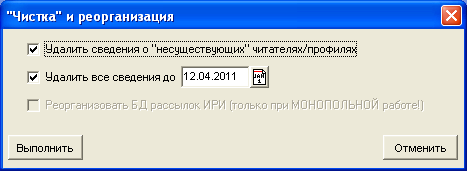 "Чистка" и реорганизация
Удалить сведения о "несуществующих" читателях/профилях
Удалить все сведения до 12.04.2011
Реорганизовать БД рассылок ИРИ (только при МОНОПОЛЬНОЙ работе!)
Выполнить Отменить